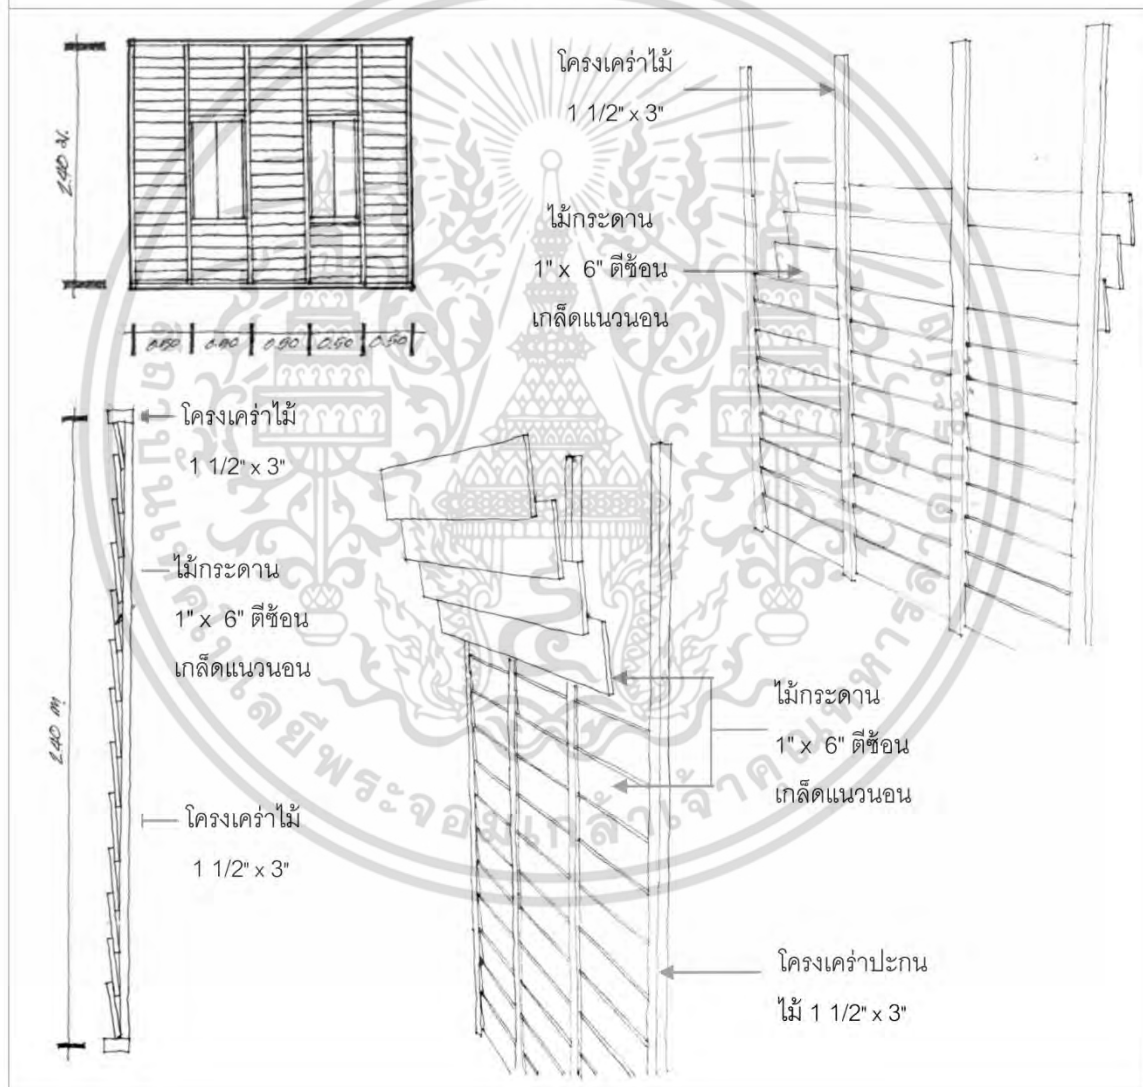 2.40 ม.
0.50 0.50 0.50 0.50 0.50
โครงเคร่าไม้
1 1/2" x 3"
ไม้กระดาน
1" x 6" ตีซ้อน
เกล็ดแนวนอน
โครงเคร่าไม้
1 1/2" x 3"
ไม้กระดาน
1" x 6" ตีซ้อน
เกล็ดแนวนอน
2.40 m
โครงเคร่าไม้
1 1/2" x 3"
ไม้กระดาน
1" x 6" ตีซ้อน
เกล็ดแนวนอน
โครงเคร่าปะกน
ไม้ 1 1/2" x 3"